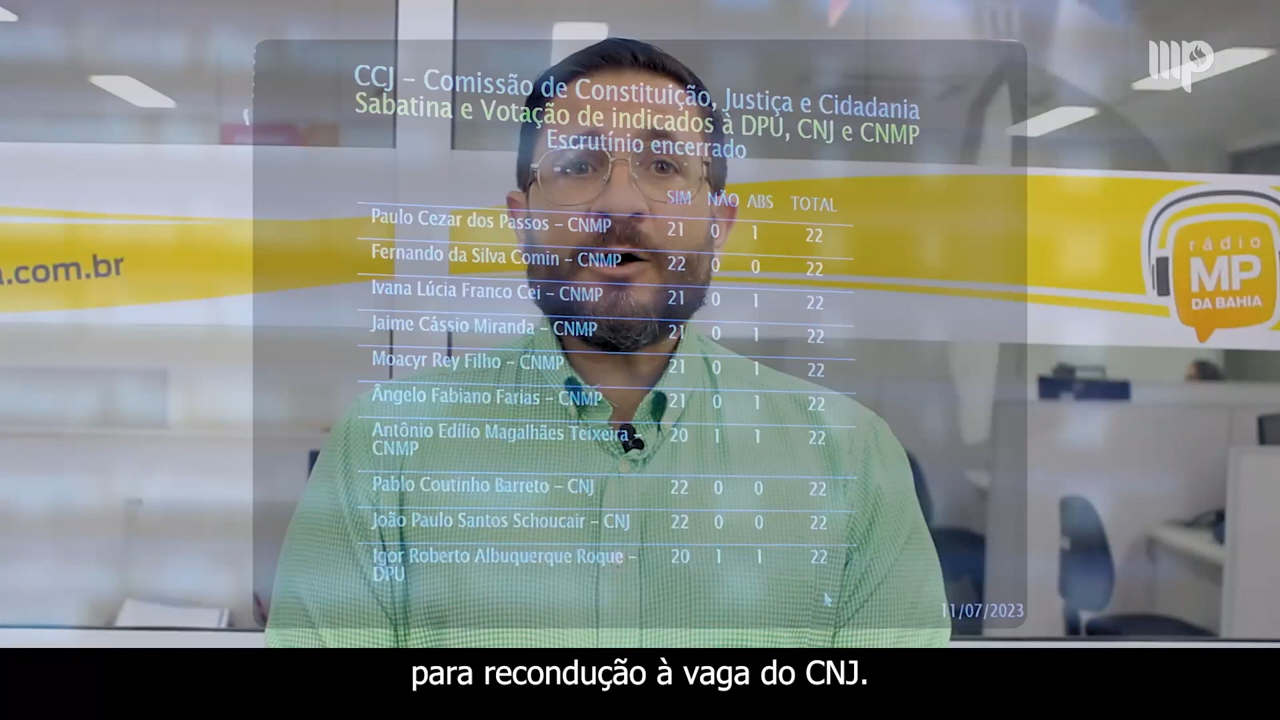 CCJ – Comissão de Constituição, Justiça e Cidadania
Sabatina e Votação de indicados à DPU, CNJ e CNMP
Escrutínio encerrado
SIM NÃO ABS TOTAL
Paulo Cezar dos Passos – CNMP 21 0 1 22
Fernando da Silva Comin – CNMP 22 0 0 22
Ivana Lúcia Franco Cei – CNMP 21 0 1 22
Jaime Cássio Miranda – CNMP 21 0 1 22
Moacyr Rey Filho – CNMP 21 0 1 22
Ângelo Fabiano Farias – CNMP 21 0 1 22
Antônio Edílio Magalhães Teixeira – 20 1 1 22
CNMP
Pablo Coutinho Barreto – CNJ 22 0 0 22
João Paulo Santos Schoucair – CNJ 22 0 0 22
Igor Roberto Albuquerque Roque – 20 1 1 22
DPU
11/07/2023
mp
a.com.br
rádio
MP
DA BAHIA
para recondução à vaga do CNJ.